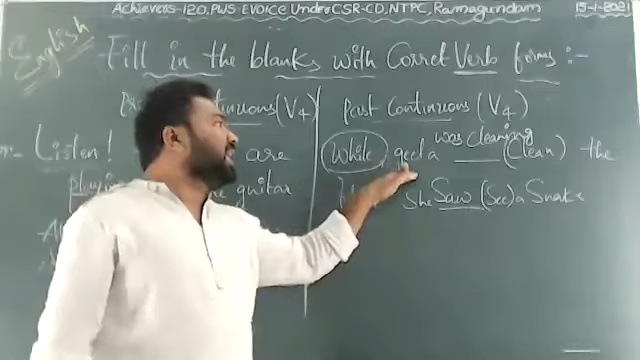 Achievers-120, PWS EVOICE Under CSR-CD, NTPC, Ramagundam 15-1-2021
English
Fill in the blanks with Corret Verb forms :-
Continuous (V4) Past Continuous (V4)
Listen! are While geeta was cleaning (clean) the
guitar She Saw (See) a Snake